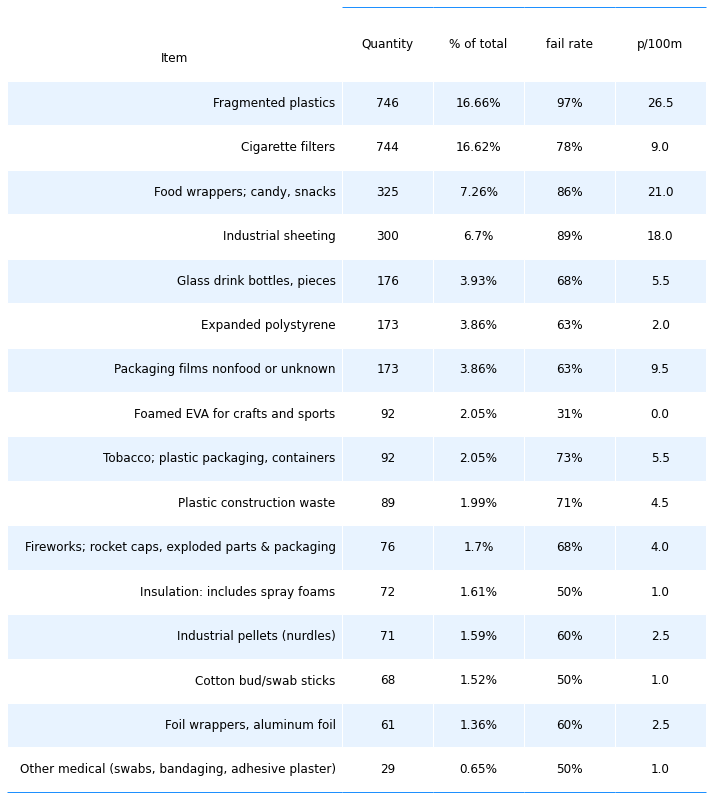 Item Quantity % of total fail rate p/100m
Fragmented plastics 746 16.66% 97% 26.5
Cigarette filters 744 16.62% 78% 9.0
Food wrappers; candy, snacks 325 7.26% 86% 21.0
Industrial sheeting 300 6.7% 89% 18.0
Glass drink bottles, pieces 176 3.93% 68% 5.5
Expanded polystyrene 173 3.86% 63% 2.0
Packaging films nonfood or unknown 173 3.86% 63% 9.5
Foamed EVA for crafts and sports 92 2.05% 31% 0.0
Tobacco; plastic packaging, containers 92 2.05% 73% 5.5
Plastic construction waste 89 1.99% 71% 4.5
Fireworks; rocket caps, exploded parts & packaging 76 1.7% 68% 4.0
Insulation: includes spray foams 72 1.61% 50% 1.0
Industrial pellets (nurdles) 71 1.59% 60% 2.5
Cotton bud/swab sticks 68 1.52% 50% 1.0
Foil wrappers, aluminum foil 61 1.36% 60% 2.5
Other medical (swabs, bandaging, adhesive plaster) 29 0.65% 50% 1.0